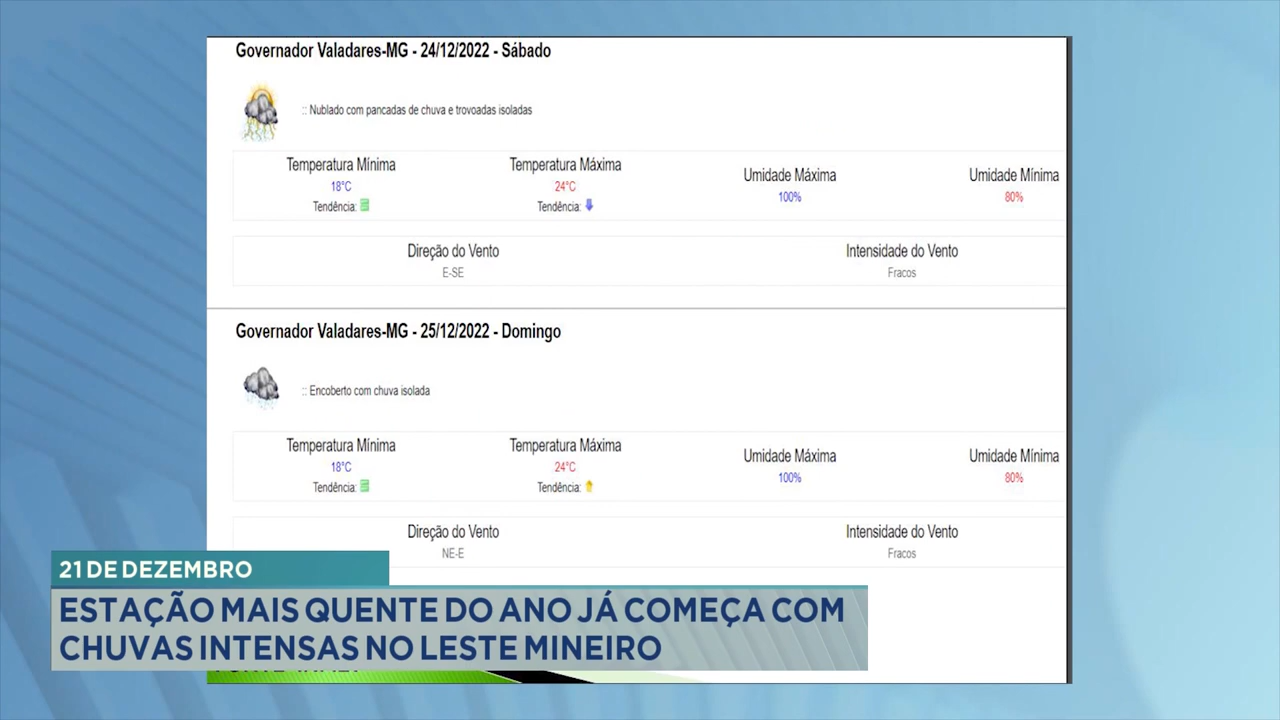 Governador Valadares-MG - 24/12/2022 - Sábado
:: Nublado com pancadas de chuva e trovoadas isoladas
Temperatura Mínima
18°C
Tendência:
Temperatura Máxima
24°C
Tendência:
Umidade Máxima
100%
Umidade Mínima
80%
Direção do Vento
E-SE
Intensidade do Vento
Fracos
Governador Valadares-MG - 25/12/2022 - Domingo
:: Encoberto com chuva isolada
Temperatura Mínima
18°C
Tendência:
Temperatura Máxima
24°C
Tendência:
Umidade Máxima
100%
Umidade Mínima
80%
Direção do Vento
NE-E
Intensidade do Vento
Fracos
21 DE DEZEMBRO
ESTAÇÃO MAIS QUENTE DO ANO JÁ COMEÇA COM
CHUVAS INTENSAS NO LESTE MINEIRO